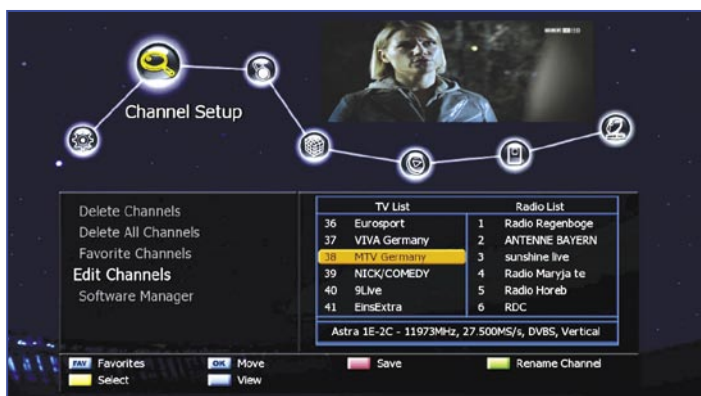 Channel Setup
Delete Channels
Delete All Channels
Favorite Channels
Edit Channels
Software Manager
TV List
Radio List
36 Eurosport
37 VIVA Germany
38 MTV Germany
39 NICK/COMEDY
40 9Live
41 EinsExtra
1 Radio Regenboge
2 ANTENNE BAYERN
3 sunshine live
4 Radio Maryja te
5 Radio Horeb
6 RDC
Astra 1E-2C - 11973MHz, 27.500MS/s, DVBS, Vertical
FAV Favorites
OK Move
Save
Rename Channel
Select
View